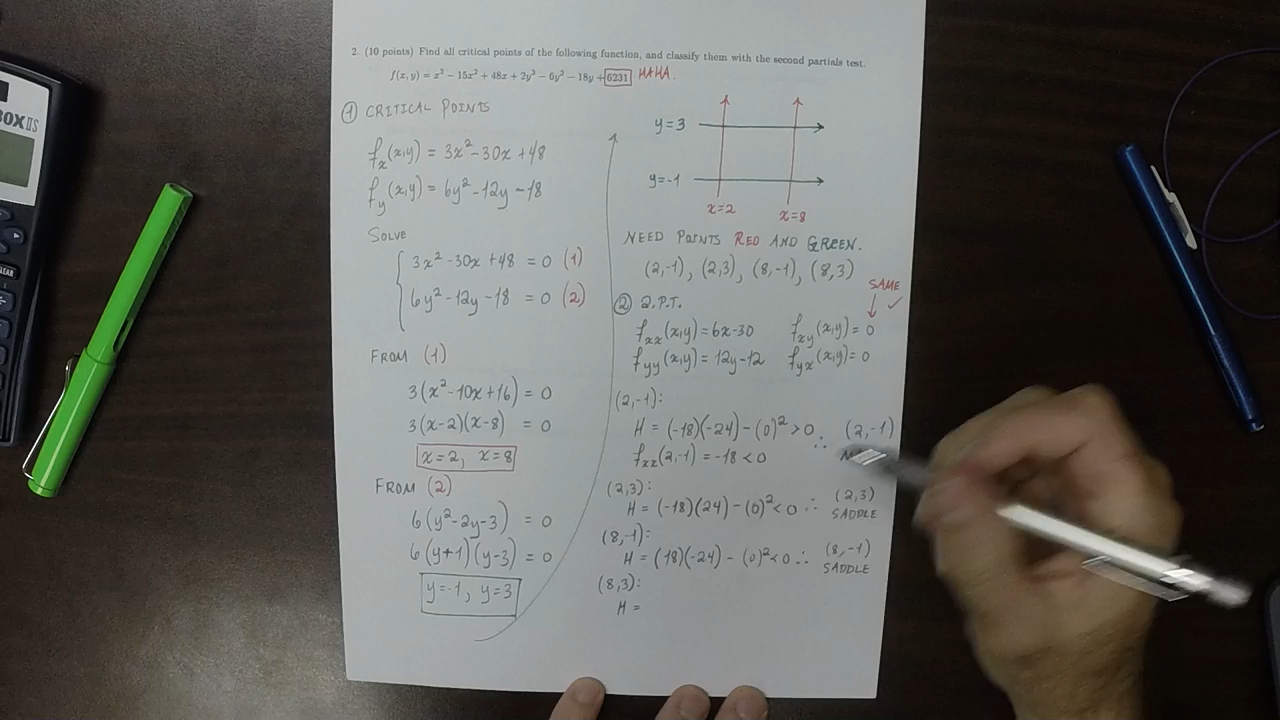 2. (10 points) Find all critical points of the following function, and classify them with the second partials test.
f(x, y) = x³ − 15x² + 48x + 2y³ − 6y² − 18y + 6231 HAHA.
① CRITICAL POINTS
f_x(x,y) = 3x² - 30x + 48
f_y(x,y) = 6y² - 12y - 18
SOLVE
3x² - 30x + 48 = 0 (1)
6y² - 12y - 18 = 0 (2)
FROM (1)
3(x² - 10x + 16) = 0
3(x-2)(x-8) = 0
x=2, x=8
FROM (2)
6(y² - 2y - 3) = 0
6(y+1)(y-3) = 0
y=-1, y=3
y=3
y=-1
x=2 x=8
NEED POINTS RED AND GREEN.
(2,-1), (2,3), (8,-1), (8,3)
SAME ✓
② 2.P.T.
f_xx(x,y) = 6x-30 f_xy(x,y) = 0
f_yy(x,y) = 12y-12 f_yx(x,y) = 0
(2,-1):
H = (-18)(-24) - (0)² > 0 ∴ (2,-1)
f_xx(2,-1) = -18 < 0
(2,3):
H = (-18)(24) - (0)² < 0 ∴ (2,3)
SADDLE
(8,-1):
H = (18)(-24) - (0)² < 0 ∴ (8,-1)
SADDLE
(8,3):
H =